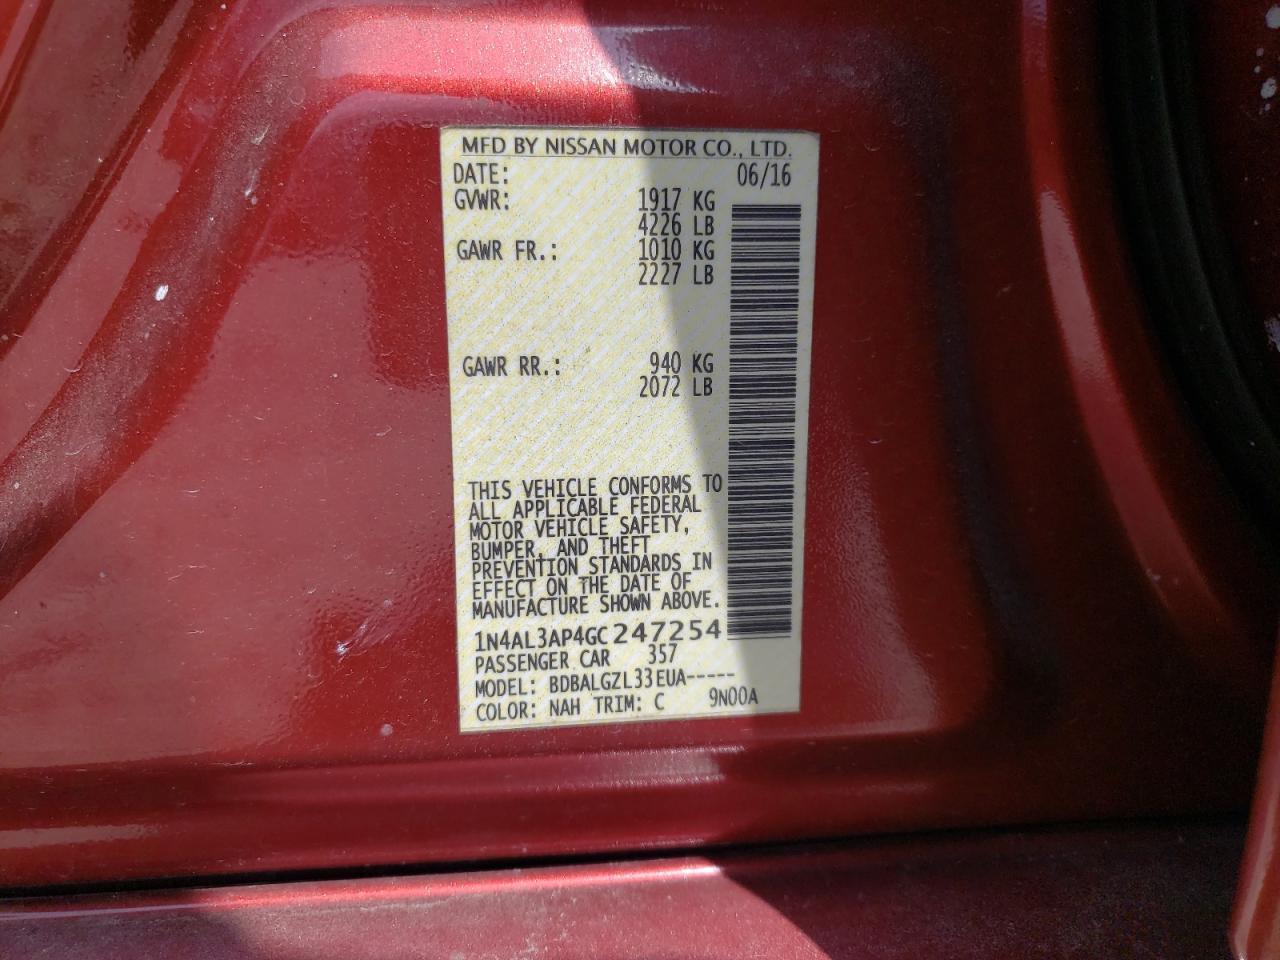 MFD BY NISSAN MOTOR CO., LTD.
DATE: 06/16
GVWR: 1917 KG
4226 LB
GAWR FR.: 1010 KG
2227 LB
GAWR RR.: 940 KG
2072 LB
THIS VEHICLE CONFORMS TO
ALL APPLICABLE FEDERAL
MOTOR VEHICLE SAFETY,
BUMPER, AND THEFT
PREVENTION STANDARDS IN
EFFECT ON THE DATE OF
MANUFACTURE SHOWN ABOVE.
1N4AL3AP4GC247254
PASSENGER CAR 357
MODEL: BDBALGZL33EUA-----
COLOR: NAH TRIM: C 9N00A